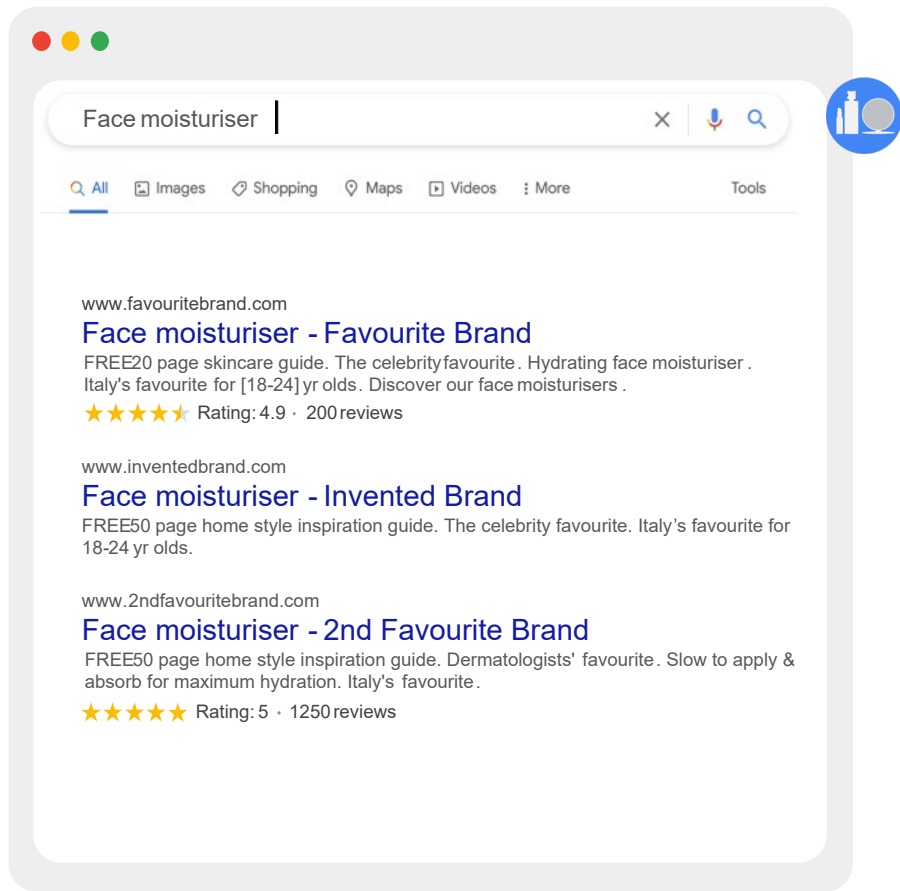 Face moisturiser
All Images Shopping Maps Videos More Tools
www.favouritebrand.com
Face moisturiser - Favourite Brand
FREE20 page skincare guide. The celebrity favourite. Hydrating face moisturiser.
Italy's favourite for [18-24] yr olds. Discover our face moisturisers.
Rating: 4.9 · 200 reviews
www.inventedbrand.com
Face moisturiser - Invented Brand
FREE50 page home style inspiration guide. The celebrity favourite. Italy’s favourite for
18-24 yr olds.
www.2ndfavouritebrand.com
Face moisturiser - 2nd Favourite Brand
FREE50 page home style inspiration guide. Dermatologists' favourite. Slow to apply &
absorb for maximum hydration. Italy's favourite.
Rating: 5 · 1250 reviews